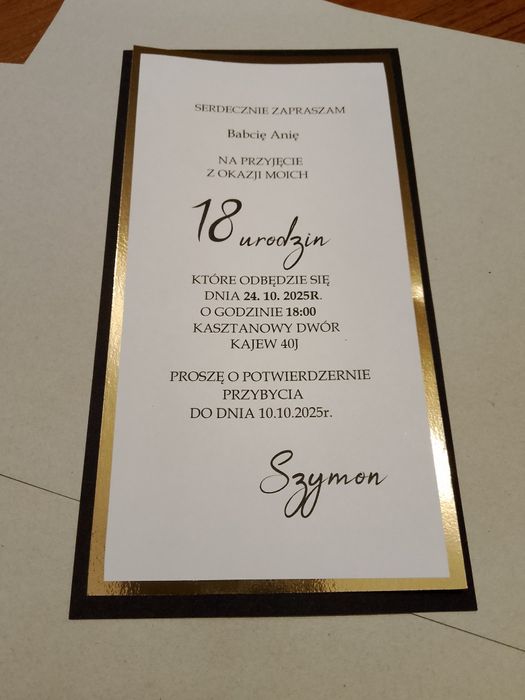 SERDECZNIE ZAPRASZAM
Babcię Anię
NA PRZYJĘCIE
Z OKAZJI MOICH
18 urodzin
KTÓRE ODBĘDZIE SIĘ
DNIA 24. 10. 2025R.
O GODZINIE 18:00
KASZTANOWY DWÓR
KAJEW 40J
PROSZĘ O POTWIERDZERNIE
PRZYBYCIA
DO DNIA 10.10.2025r.
Szymon